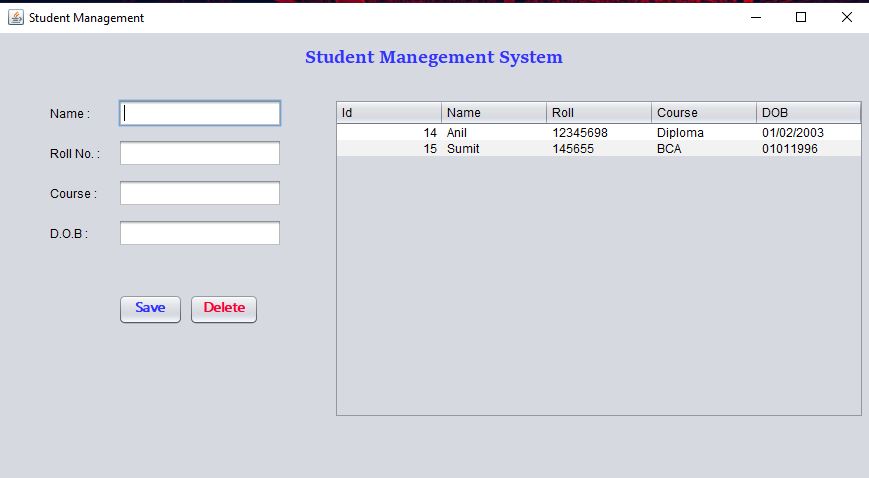 Student Management
Student Manegement System
Name :
Roll No. :
Course :
D.O.B :
Save Delete
Id Name Roll Course DOB
14 Anil 12345698 Diploma 01/02/2003
15 Sumit 145655 BCA 01011996